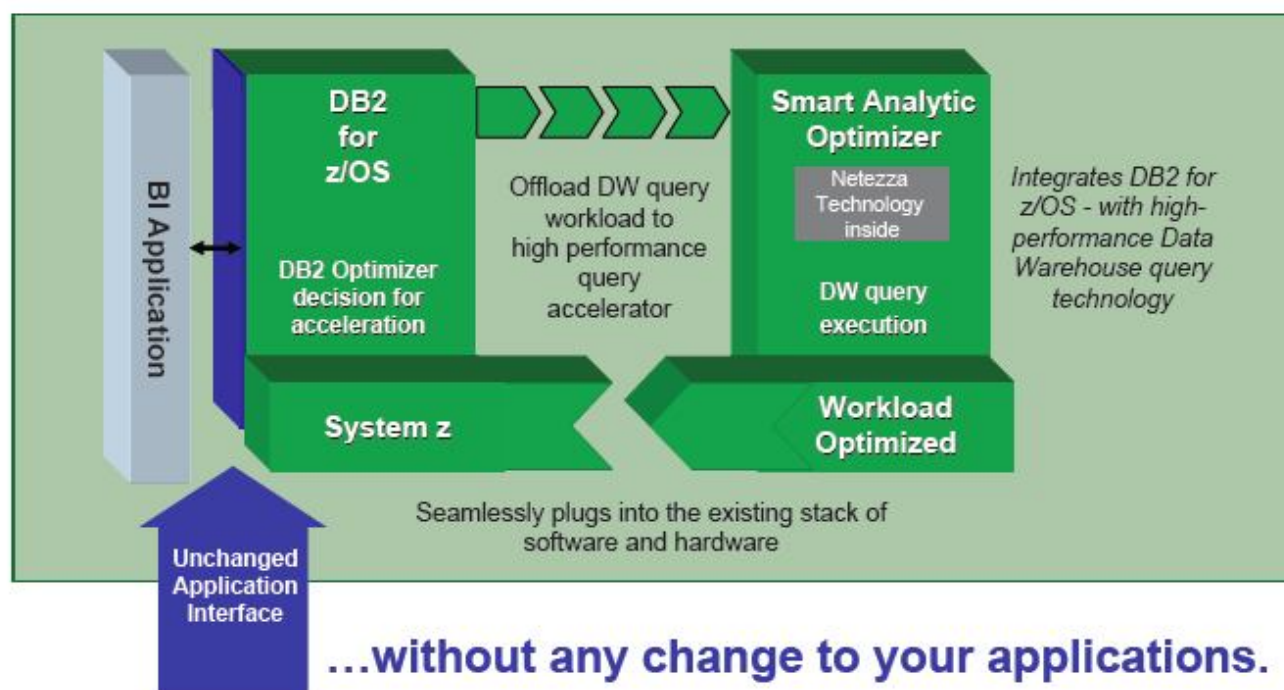 BI Application
DB2
for
z/OS
DB2 Optimizer
decision for
acceleration
Offload DW query
workload to
high performance
query
accelerator
Smart Analytic
Optimizer
Netezza
Technology
inside
DW query
execution
Integrates DB2 for
z/OS - with high-
performance Data
Warehouse query
technology
System z
Workload
Optimized
Seamlessly plugs into the existing stack of
software and hardware
Unchanged
Application
Interface
…without any change to your applications.